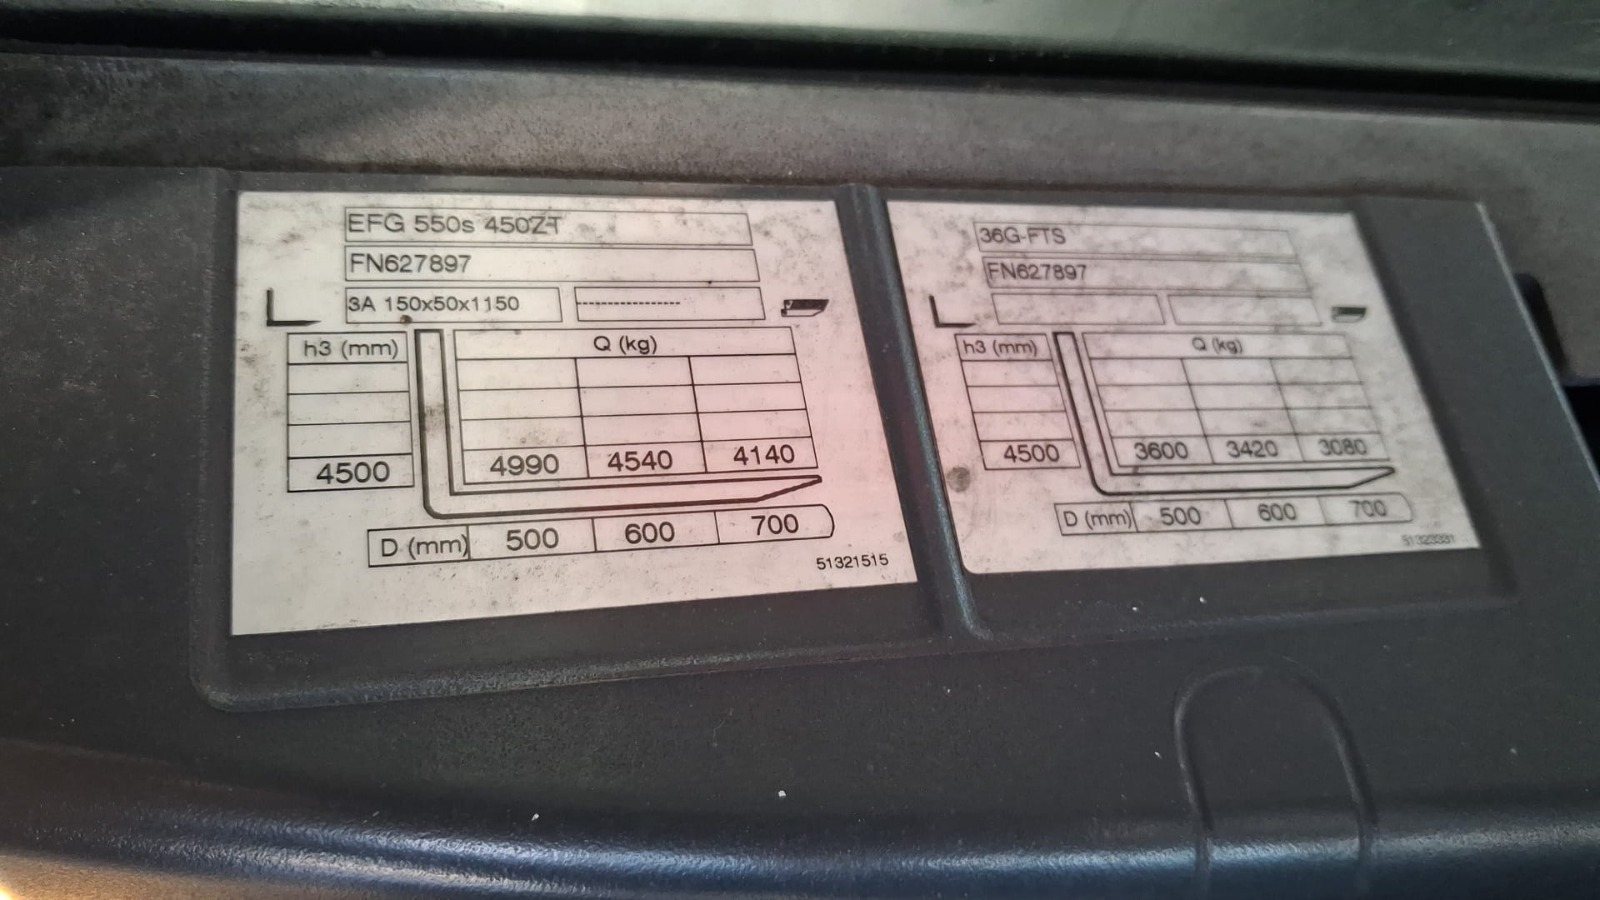 EFG 550s 450ZT
FN627897
3A 150x50x1150 ----------------------
h3 (mm) Q (kg)
4500 4990 4540 4140
D (mm) 500 600 700
51321515
36G-FTS
FN627897
h3 (mm) Q (kg)
4500 3600 3420 3080
D (mm) 500 600 700
51323331